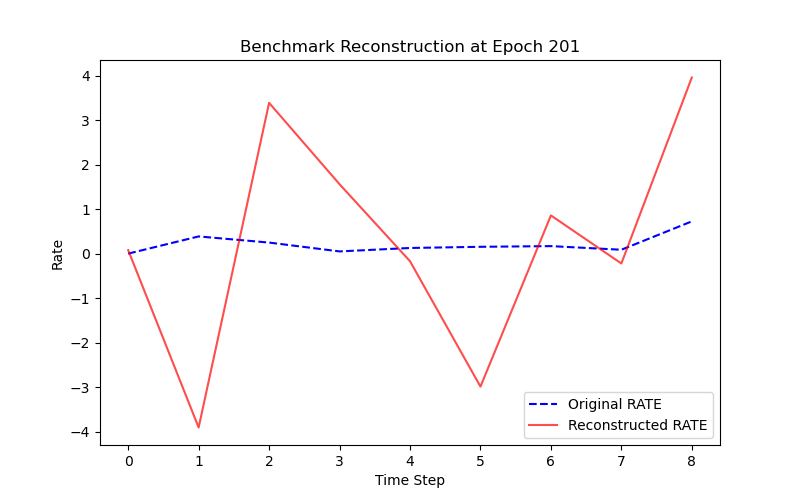 Benchmark Reconstruction at Epoch 201
4
3
2
1
0
−1
−2
−3
−4
Rate
Original RATE
Reconstructed RATE
0 1 2 3 4 5 6 7 8
Time Step